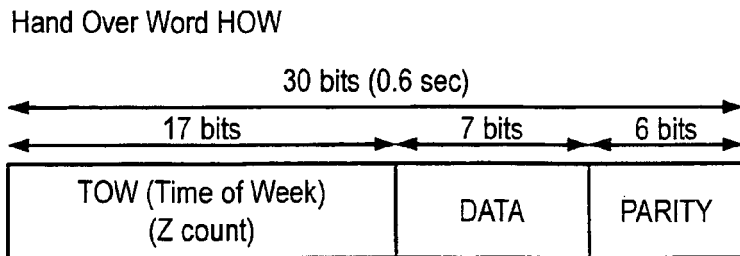 Hand Over Word HOW
30 bits (0.6 sec)
17 bits 7 bits 6 bits
TOW (Time of Week) DATA PARITY
(Z count)